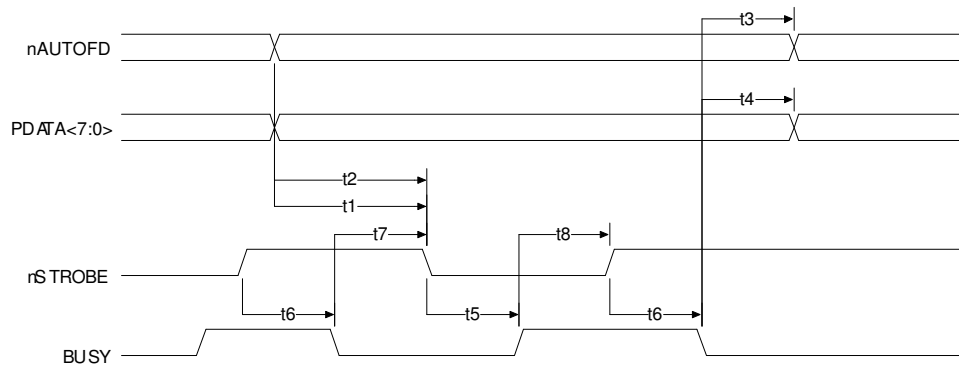 t3
nAUTOFD
t4
PDATA<7:0>
t2
t1
t7
t8
nSTROBE
t6
t5
t6
BUSY